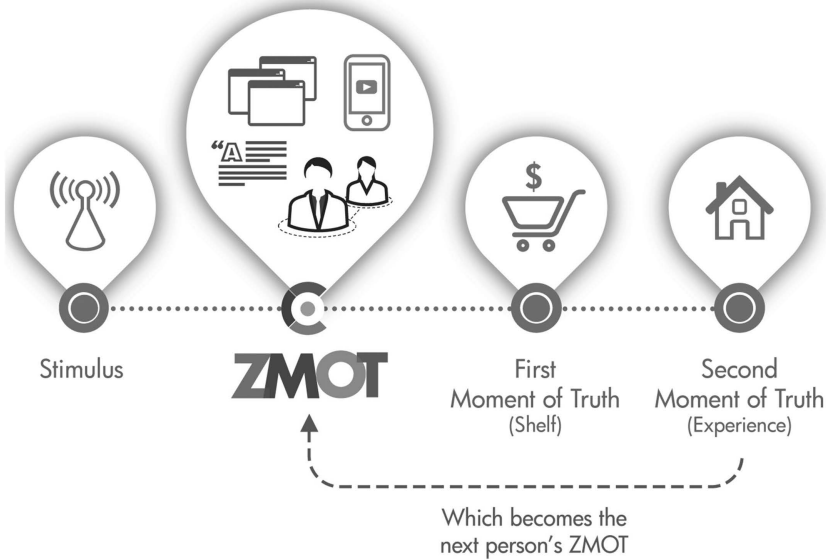 “A
$
Stimulus
ZMOT
First
Moment of Truth
(Shelf)
Second
Moment of Truth
(Experience)
Which becomes the
next person's ZMOT